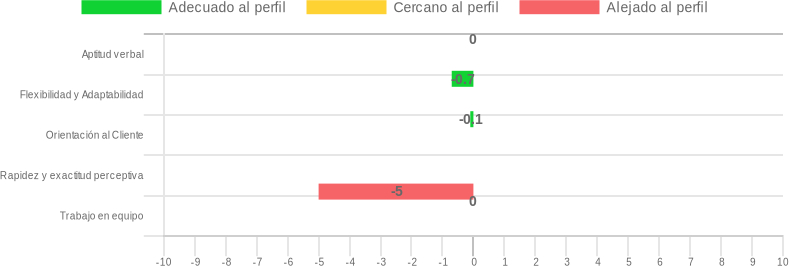 Adecuado al perfil Cercano al perfil Alejado al perfil
0
Aptitud verbal
-0.7
Flexibilidad y Adaptabilidad
-0.1
Orientación al Cliente
Rapidez y exactitud perceptiva
-5
0
Trabajo en equipo
-10 -9 -8 -7 -6 -5 -4 -3 -2 -1 0 1 2 3 4 5 6 7 8 9 10